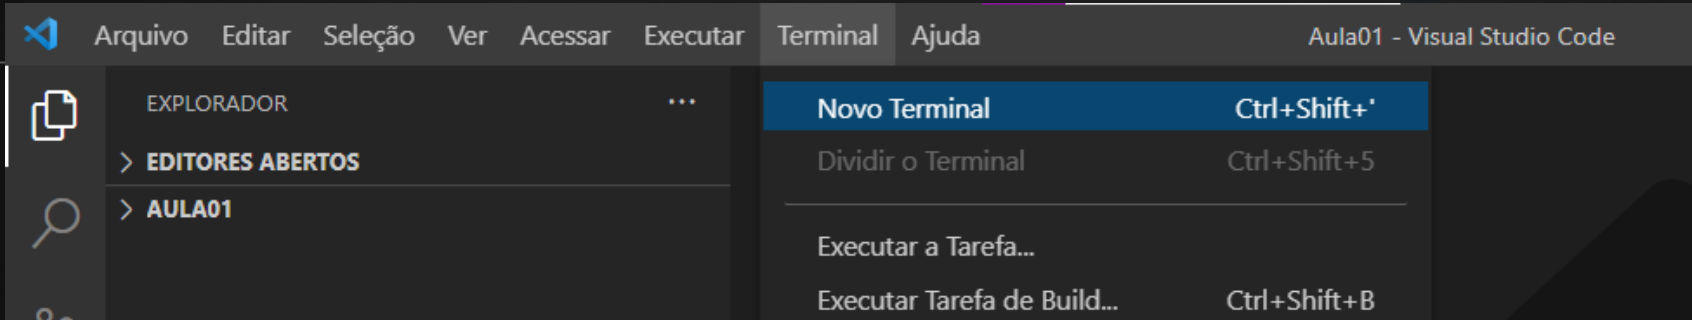 Arquivo Editar Seleção Ver Acessar Executar Terminal Ajuda Aula01 - Visual Studio Code
EXPLORADOR ...
EDITORES ABERTOS
AULA01
Novo Terminal Ctrl+Shift+'
Dividir o Terminal Ctrl+Shift+5
Executar a Tarefa...
Executar Tarefa de Build... Ctrl+Shift+B